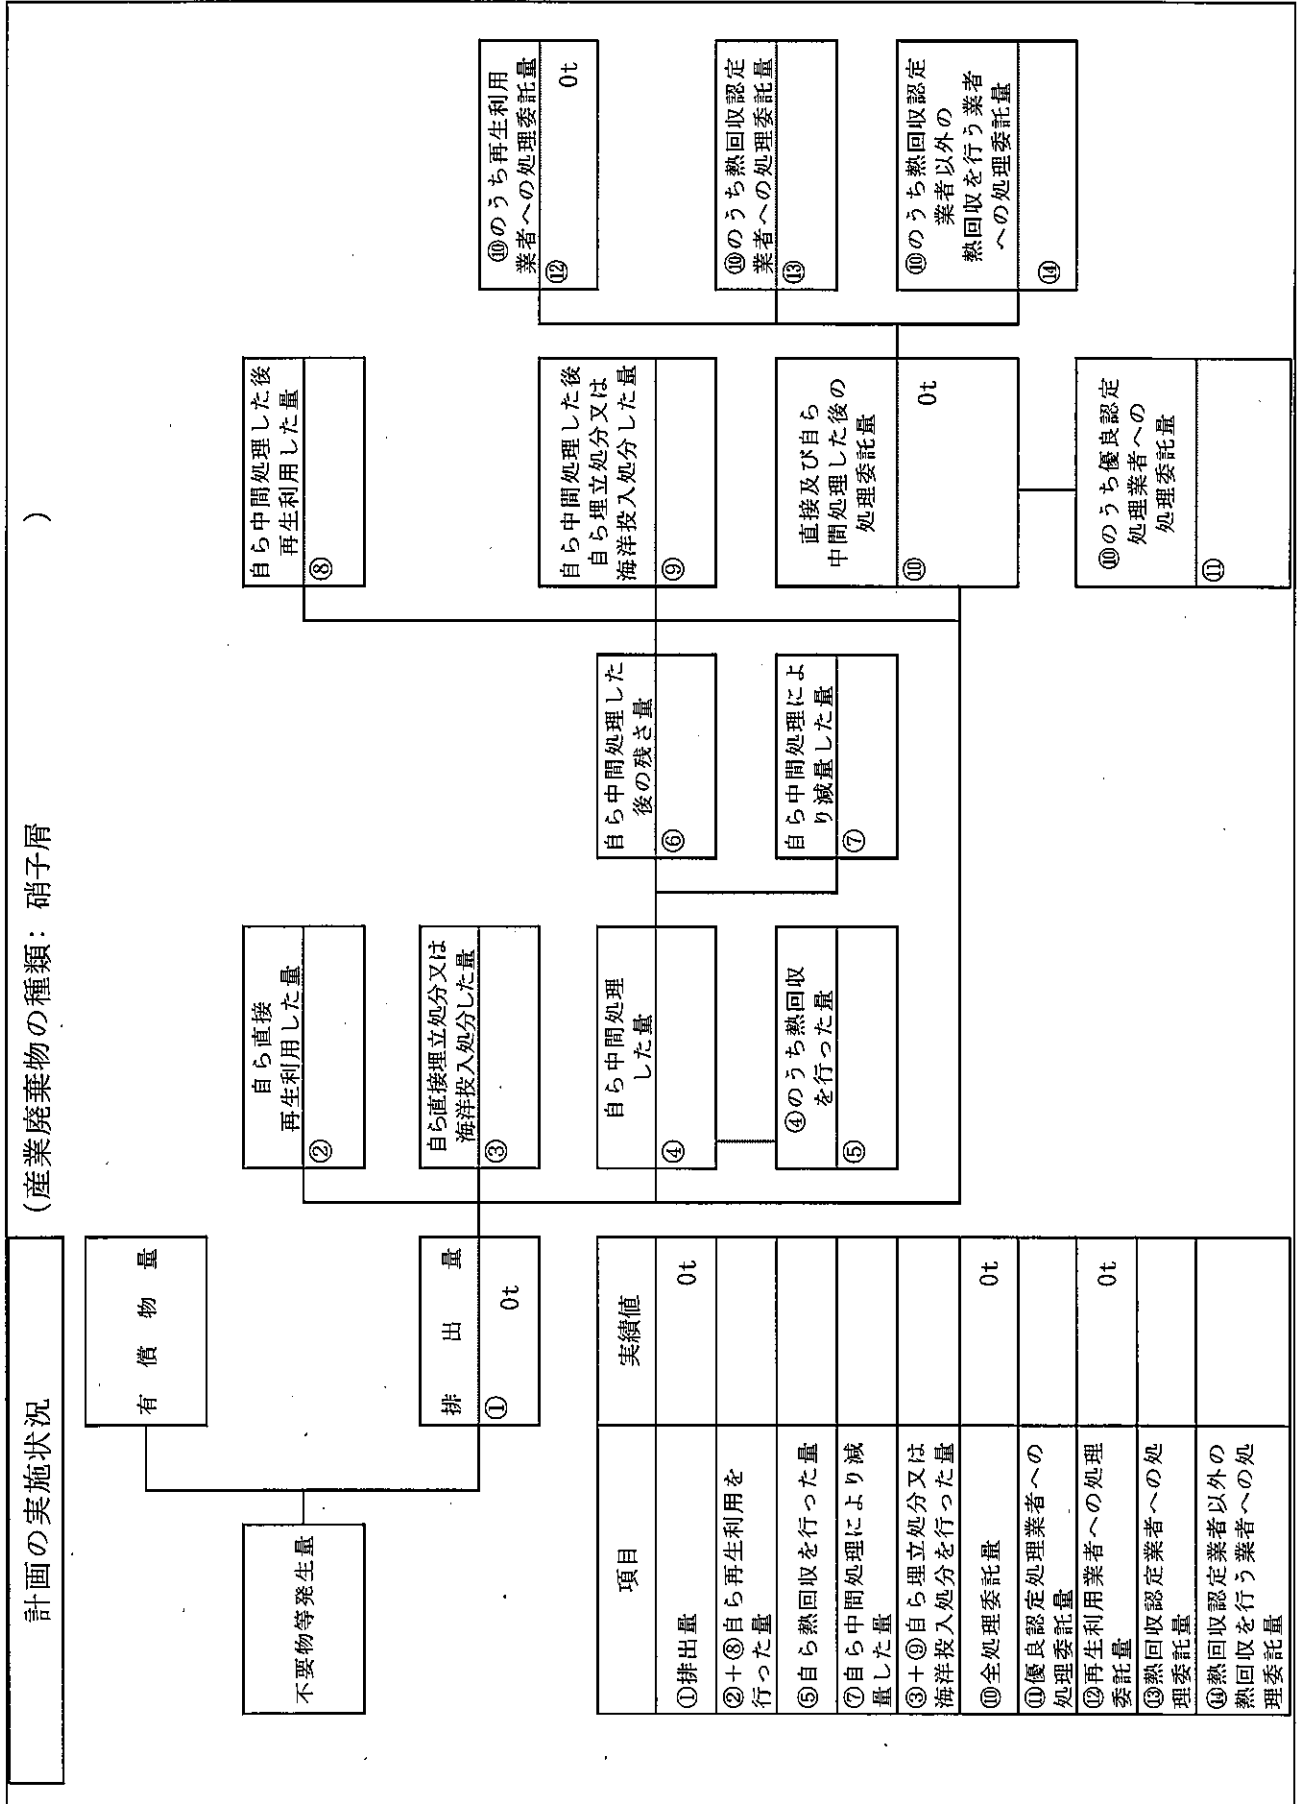 計画の実施状況
(産業廃棄物の種類: 硝子屑 )
不要物等発生量
有償物量
排出量
① 0t
自ら直接
再生利用した量
②
自ら直接埋立処分又は
海洋投入処分した量
③
自ら中間処理
した量
④
④のうち熱回収
を行った量
⑤
自ら中間処理した
後の残さ量
⑥
自ら中間処理によ
り減量した量
⑦
自ら中間処理した後
再生利用した量
⑧
自ら中間処理した後
自ら埋立処分又は
海洋投入処分した量
⑨
直接及び自ら
中間処理した後の
処理委託量
⑩ 0t
⑩のうち優良認定
処理業者への
処理委託量
⑪
⑩のうち再生利用
業者への処理委託量
⑫ 0t
⑩のうち熱回収認定
業者への処理委託量
⑬
⑩のうち熱回収認定
業者以外の
熱回収を行う業者
への処理委託量
⑭
項目 実績値
①排出量 0t
②+⑧自ら再生利用を
行った量
⑤自ら熱回収を行った量
⑦自ら中間処理により減
量した量
③+⑨自ら埋立処分又は
海洋投入処分を行った量
⑩全処理委託量 0t
⑪優良認定処理業者への
処理委託量
⑫再生利用業者への処理
委託量 0t
⑬熱回収認定業者への処
理委託量
⑭熱回収認定業者以外の
熱回収を行う業者への処
理委託量